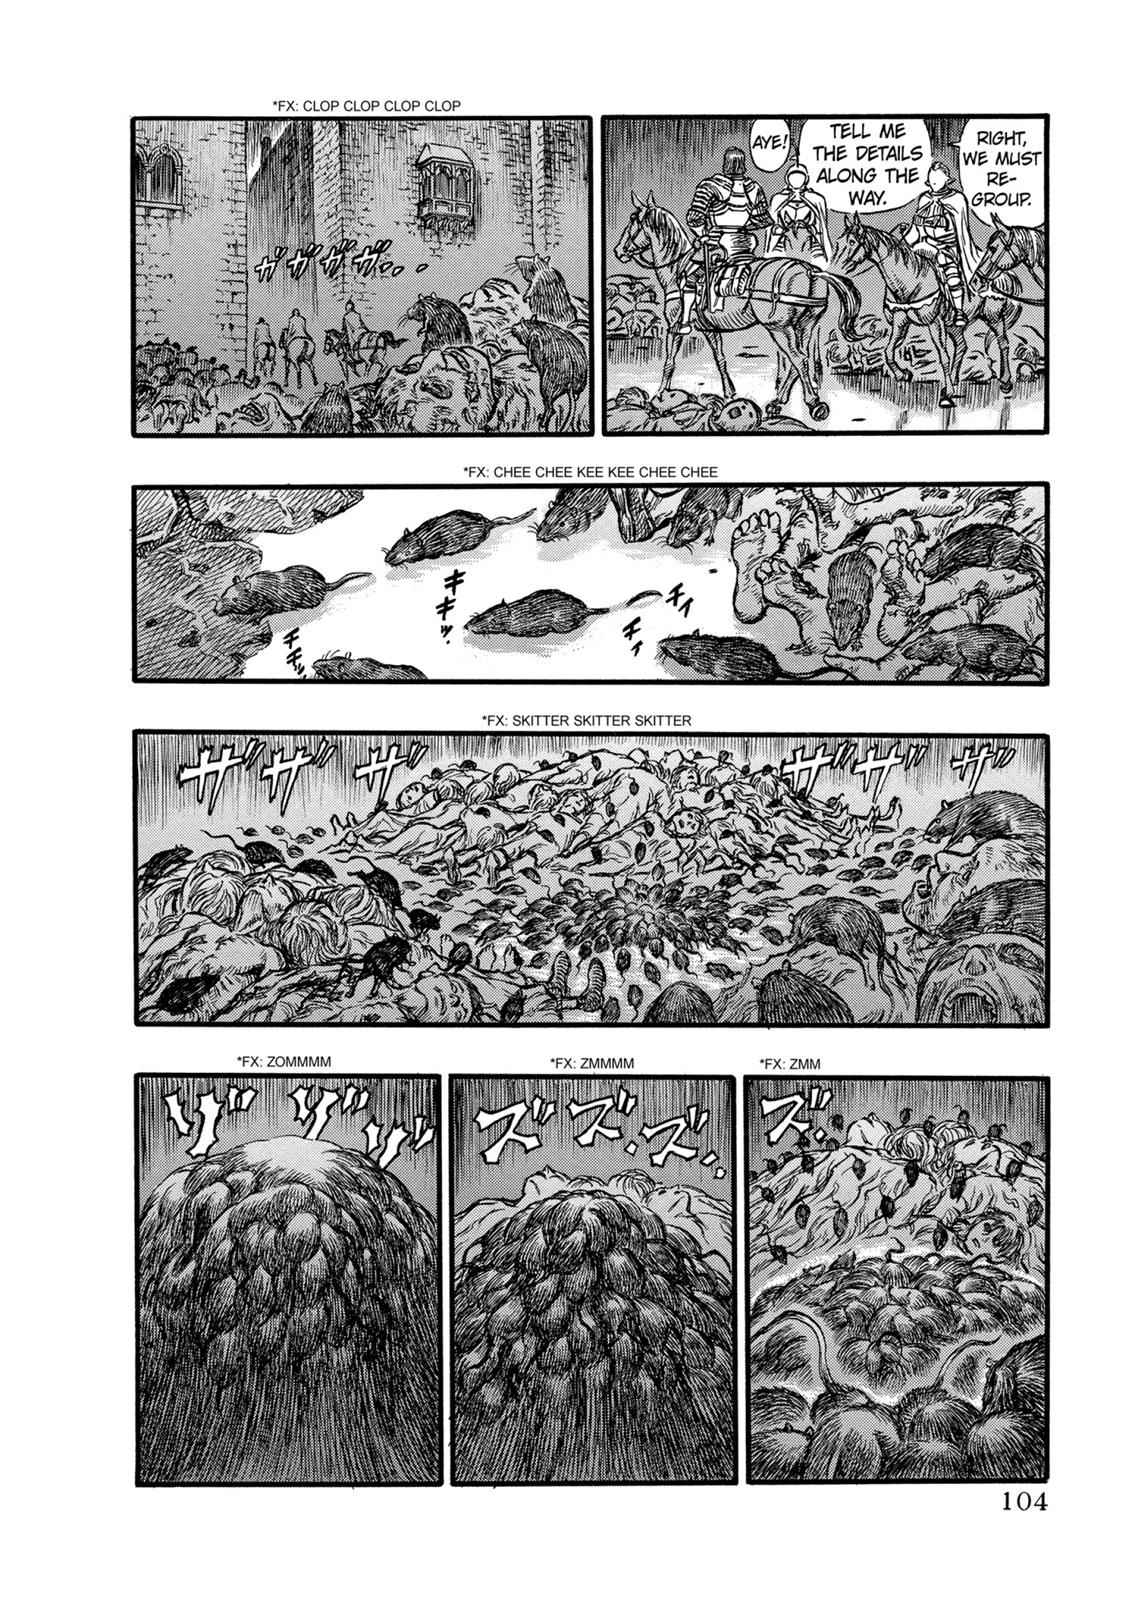 *FX: CLOP CLOP CLOP CLOP
RIGHT,
WE MUST
RE-
GROUP.
TELL ME
THE DETAILS
ALONG THE
WAY.
AYE!
ガガガガ...
*FX: CHEE CHEE KEE KEE CHEE CHEE
チィ
チィ
キキッ
チチッ
*FX: SKITTER SKITTER SKITTER
ザザ ザ
ザザ ザ
*FX: ZMM
ズ.
*FX: ZMMMM
ズズ.ズ.
*FX: ZOMMMM
ゾゾゾ
104